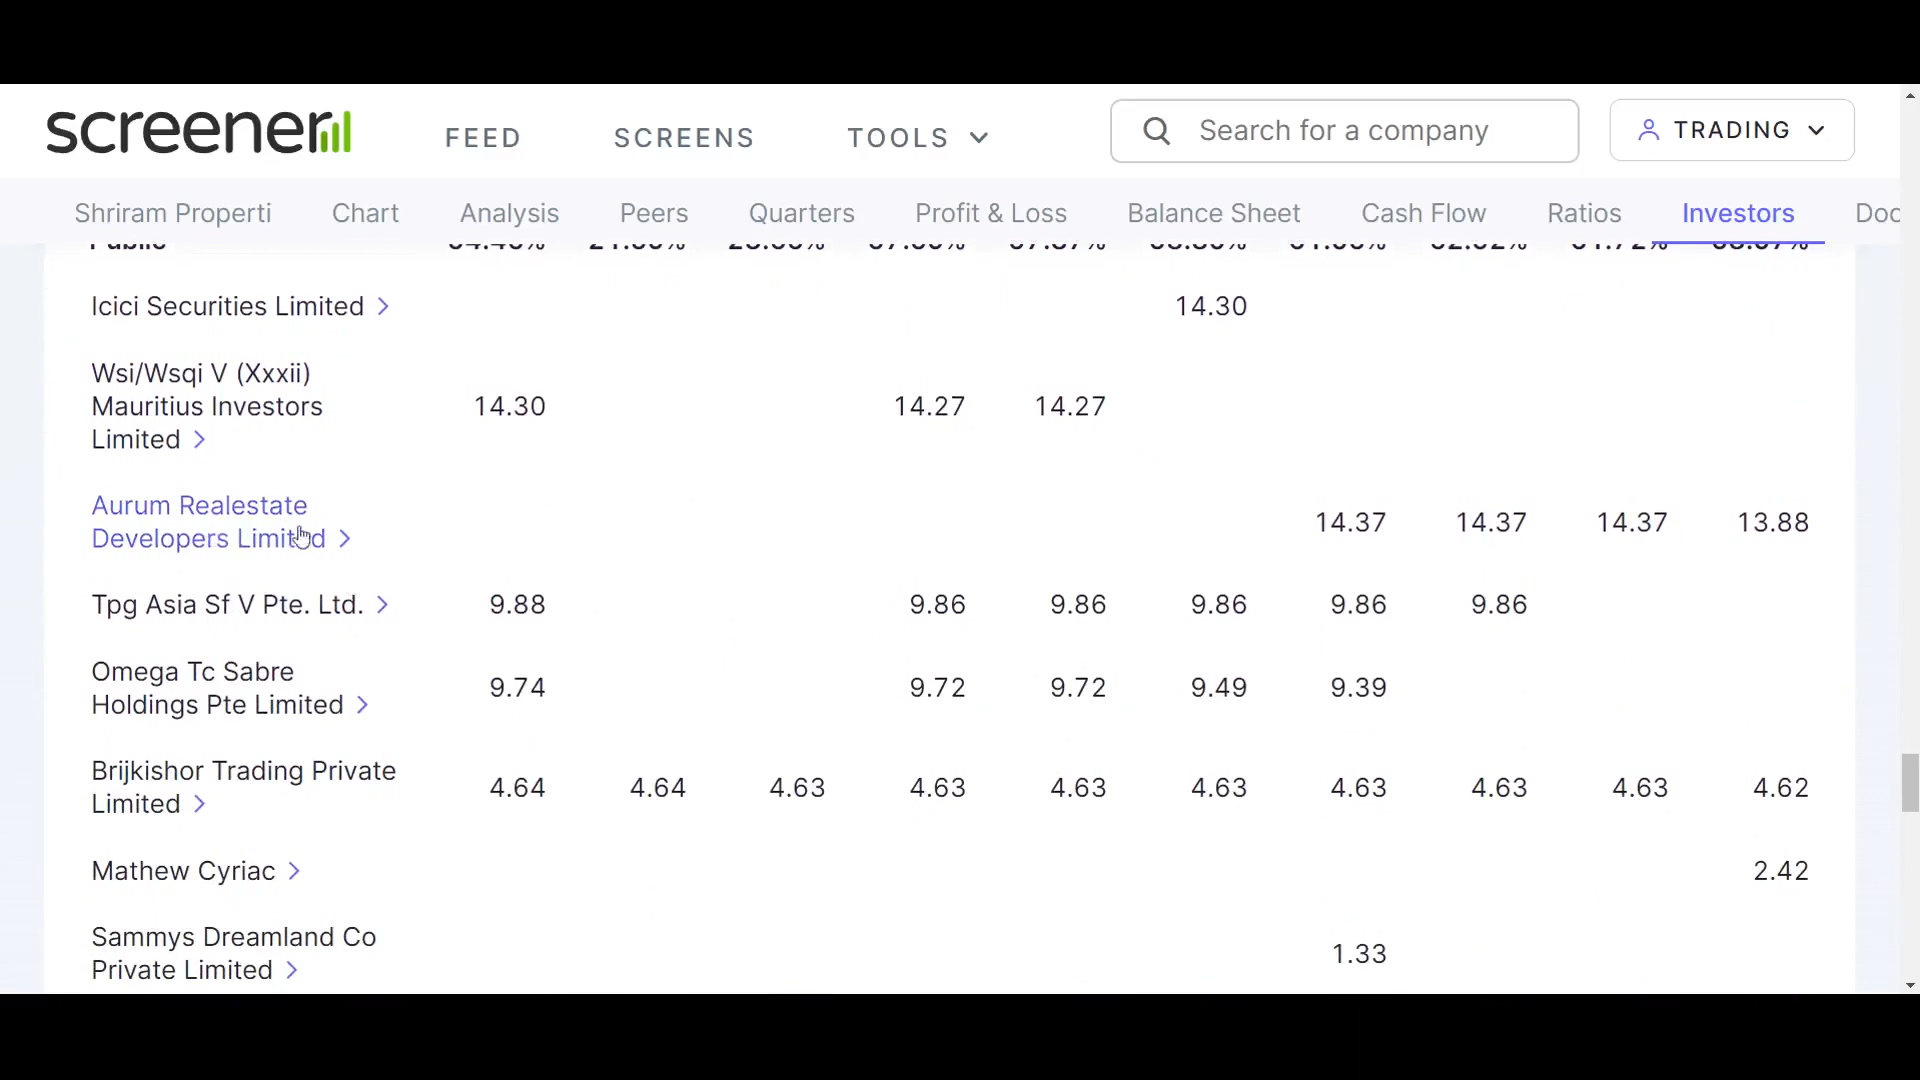 screener
FEED
SCREENS
TOOLS
Search for a company
TRADING
Shriram Properti
Chart
Analysis
Peers
Quarters
Profit & Loss
Balance Sheet
Cash Flow
Ratios
Investors
Doc
Public
Icici Securities Limited 14.30
Wsi/Wsqi V (Xxxii)
Mauritius Investors 14.30 14.27 14.27
Limited
Aurum Realestate
Developers Limited
14.37 14.37 14.37 13.88
Tpg Asia Sf V Pte. Ltd. 9.88 9.86 9.86 9.86 9.86 9.86
Omega Tc Sabre
Holdings Pte Limited
9.74 9.72 9.72 9.49 9.39
Brijkishor Trading Private
Limited
4.64 4.64 4.63 4.63 4.63 4.63 4.63 4.63 4.63 4.62
Mathew Cyriac 2.42
Sammys Dreamland Co
Private Limited
1.33